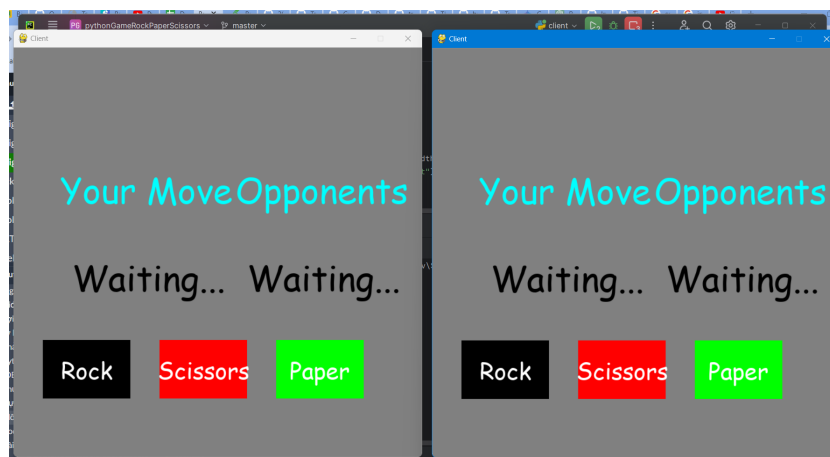 PG pythonGameRockPaperScissors master client
Client
Your Move Opponents
Waiting... Waiting...
Rock Scissors Paper
Client
Your Move Opponents
Waiting... Waiting...
Rock Scissors Paper